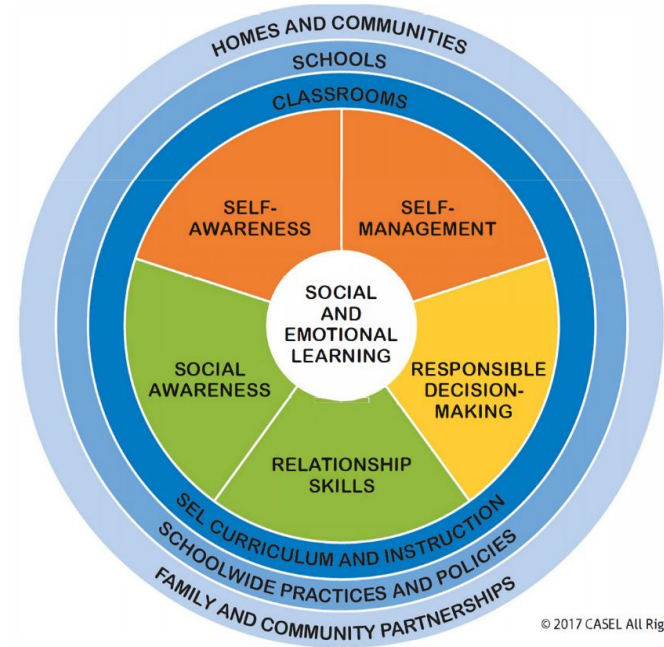 HOMES AND COMMUNITIES
SCHOOLS
CLASSROOMS
SELF-
AWARENESS
SELF-
MANAGEMENT
SOCIAL
AND
EMOTIONAL
LEARNING
SOCIAL
AWARENESS
RESPONSIBLE
DECISION-
MAKING
RELATIONSHIP
SKILLS
SEL CURRICULUM AND INSTRUCTION
SCHOOLWIDE PRACTICES AND POLICIES
FAMILY AND COMMUNITY PARTNERSHIPS
© 2017 CASEL All Rig